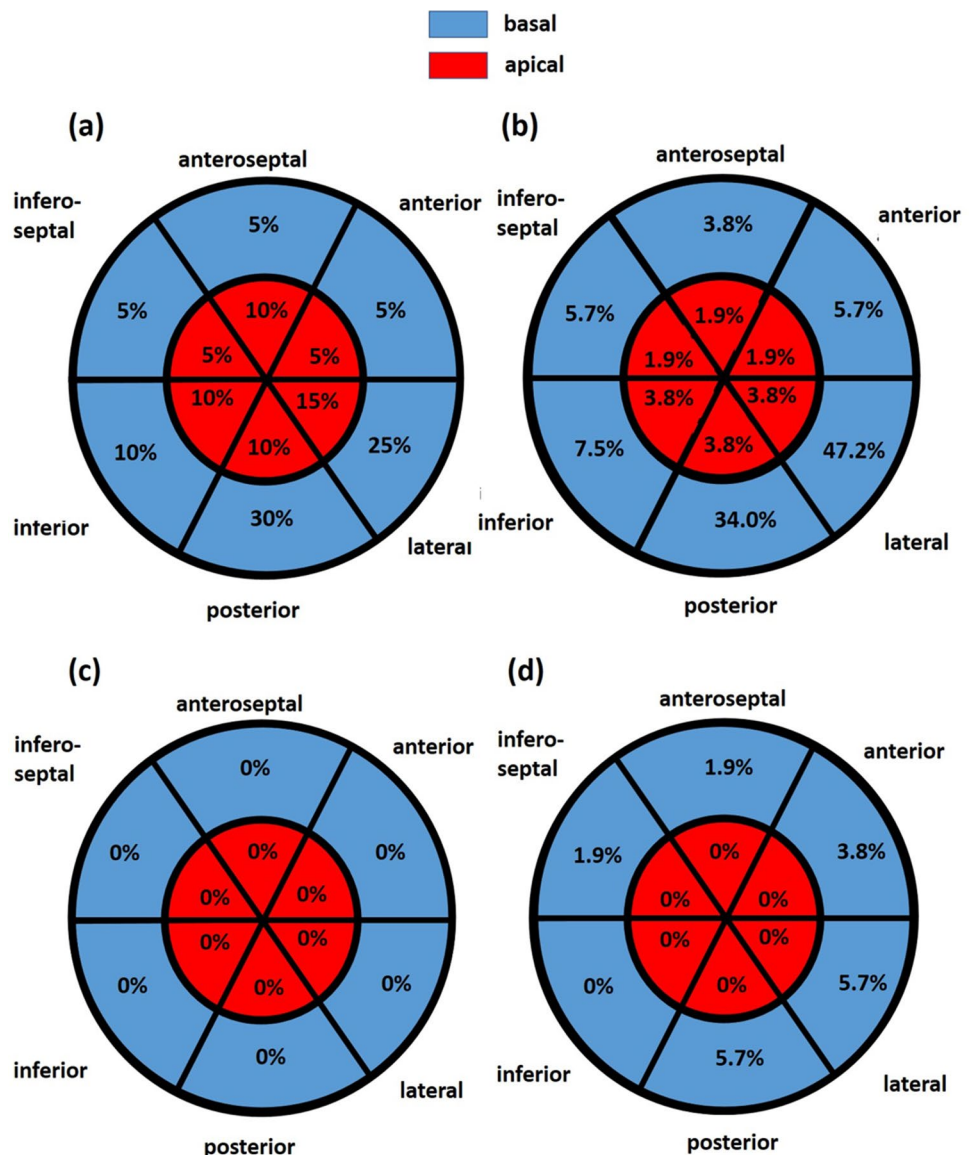 basal
apical
(a)
(b)
anteroseptal
anteroseptal
infero-
septal
anterior
infero-
septal
anterior
5%
3.8%
5%
10%
5%
5.7%
1.9%
5.7%
5%
5%
1.9%
1.9%
10%
15%
3.8%
3.8%
10%
10%
25%
7.5%
3.8%
47.2%
30%
34.0%
inferior
lateral
inferior
lateral
posterior
posterior
(c)
(d)
anteroseptal
anteroseptal
infero-
septal
anterior
infero-
septal
anterior
0%
1.9%
0%
0%
0%
1.9%
0%
3.8%
0%
0%
0%
0%
0%
0%
0%
0%
0%
0%
0%
0%
0%
5.7%
0%
5.7%
inferior
lateral
inferior
lateral
posterior
posterior